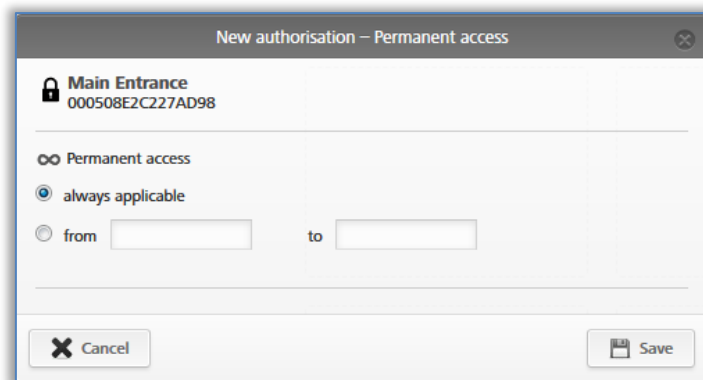 New authorisation – Permanent access
Main Entrance
000508E2C227AD98
Permanent access
always applicable
from to
Cancel Save